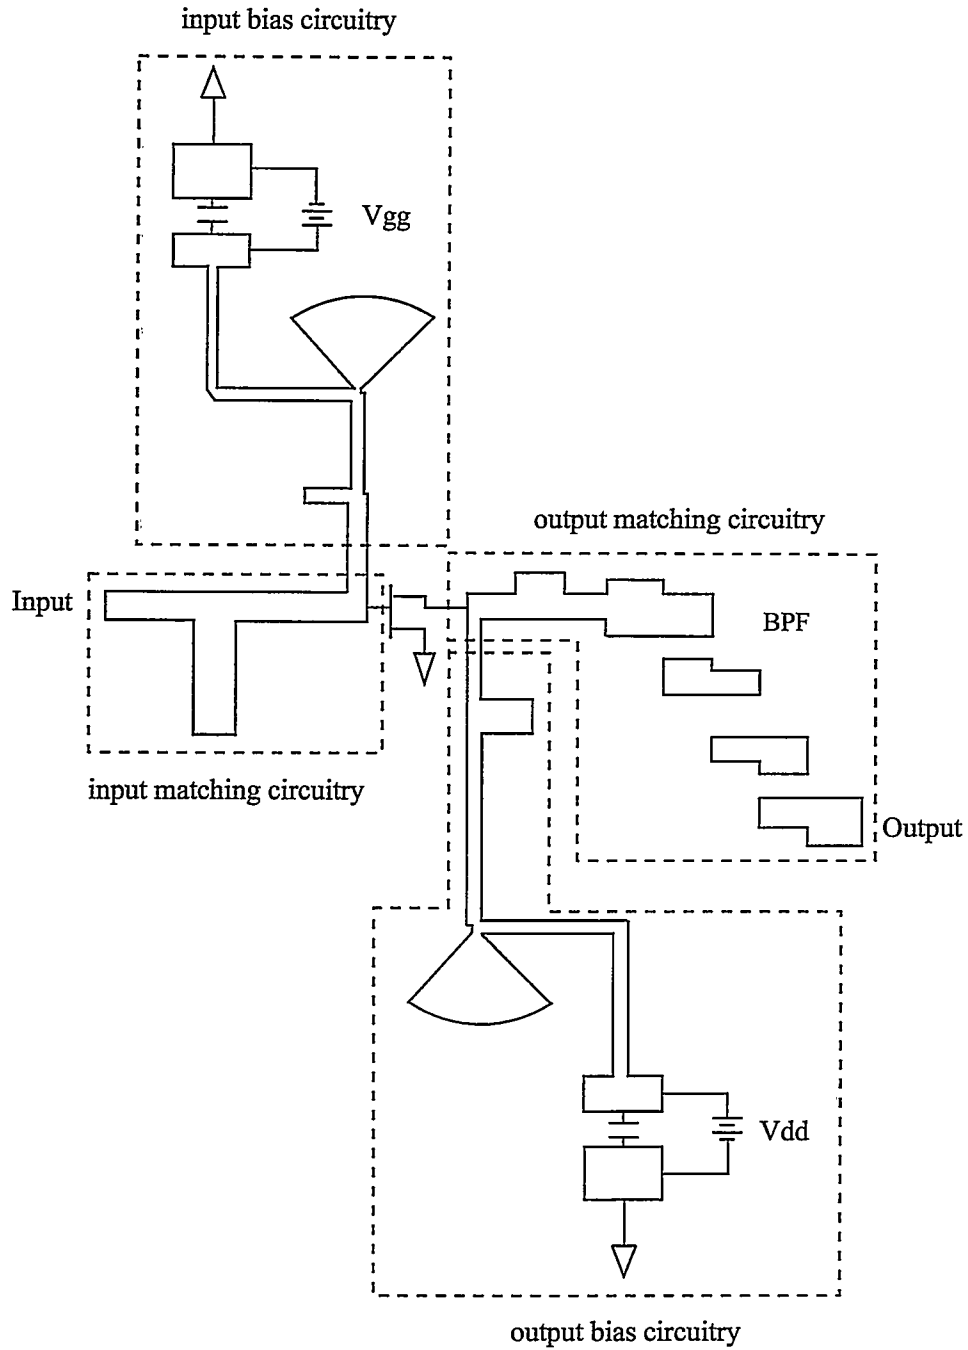 input bias circuitry
Vgg
output matching circuitry
Input
BPF
input matching circuitry
Output
Vdd
output bias circuitry